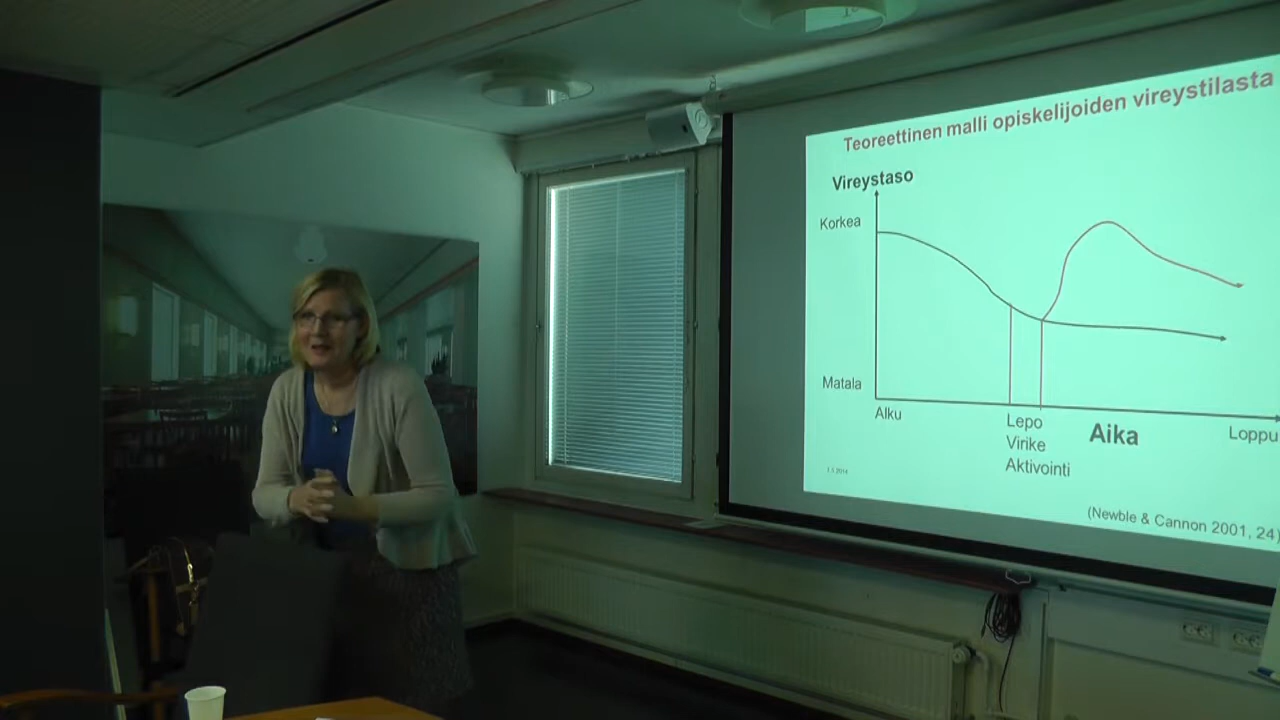 Teoreettinen malli opiskelijoiden vireystilasta
Vireystaso
Korkea
Matala
Alku
Lepo
Virike
Aktivointi
Aika
Loppu
(Newble & Cannon 2001, 24)